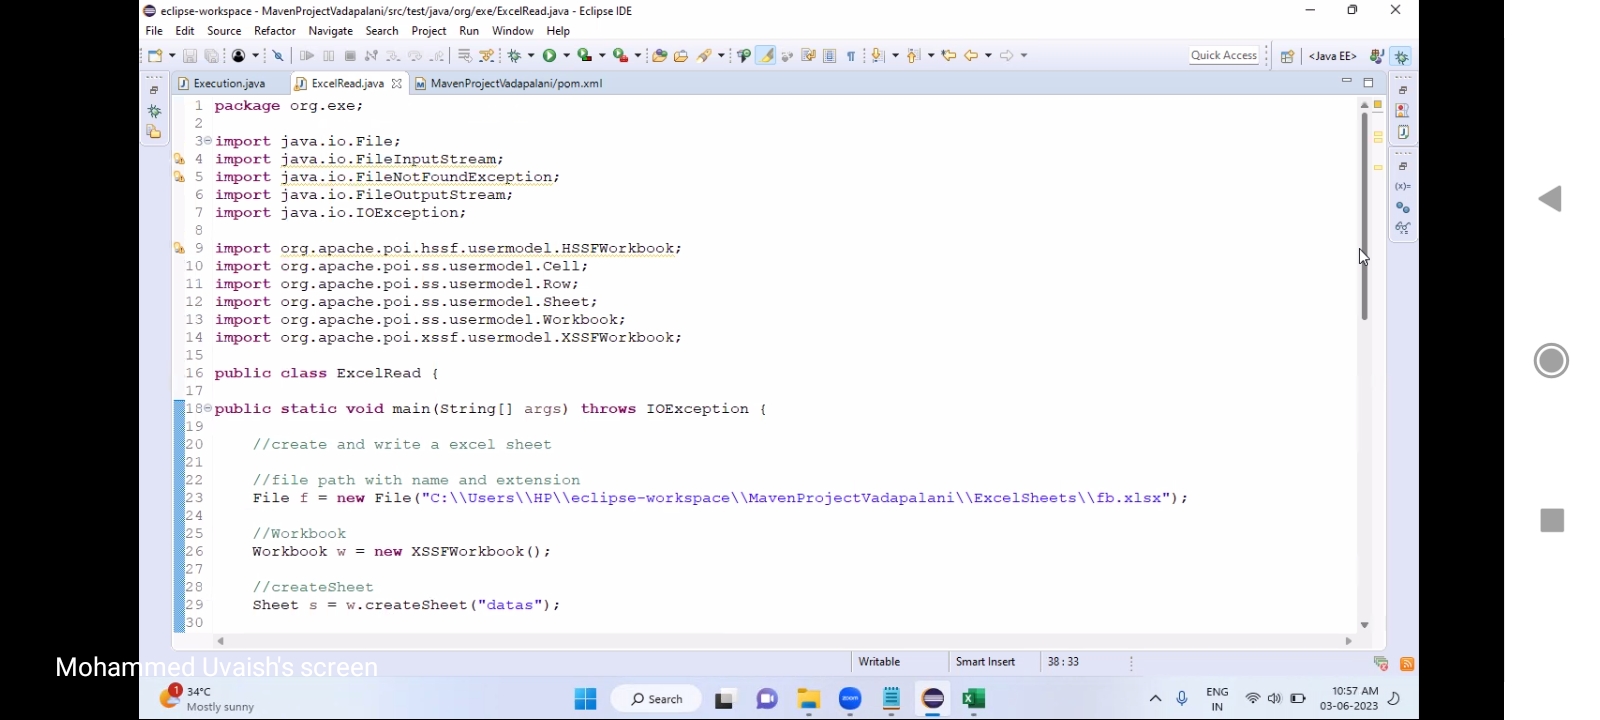 eclipse-workspace - MavenProjectVadapalani/src/test/java/org/exe/ExcelRead.java - Eclipse IDE
File Edit Source Refactor Navigate Search Project Run Window Help
Quick Access
<Java EE>
Execution.java
ExcelRead.java
MavenProjectVadapalani/pom.xml
1 package org.exe;
2
3 import java.io.File;
4 import java.io.FileInputStream;
5 import java.io.FileNotFoundException;
6 import java.io.FileOutputStream;
7 import java.io.IOException;
8
9 import org.apache.poi.hssf.usermodel.HSSFWorkbook;
10 import org.apache.poi.ss.usermodel.Cell;
11 import org.apache.poi.ss.usermodel.Row;
12 import org.apache.poi.ss.usermodel.Sheet;
13 import org.apache.poi.ss.usermodel.Workbook;
14 import org.apache.poi.xssf.usermodel.XSSFWorkbook;
15
16 public class ExcelRead {
17
18 public static void main(String[] args) throws IOException {
19
20 //create and write a excel sheet
21
22 //file path with name and extension
23 File f = new File("C:\\Users\\HP\\eclipse-workspace\\MavenProjectVadapalani\\ExcelSheets\\fb.xlsx");
24
25 //Workbook
26 Workbook w = new XSSFWorkbook();
27
28 //createSheet
29 Sheet s = w.createSheet("datas");
30
Writable
Smart Insert
38 : 33
Mohammed Uvaish's screen
1
34°C
Mostly sunny
Search
zoom
ENG
IN
10:57 AM
03-06-2023